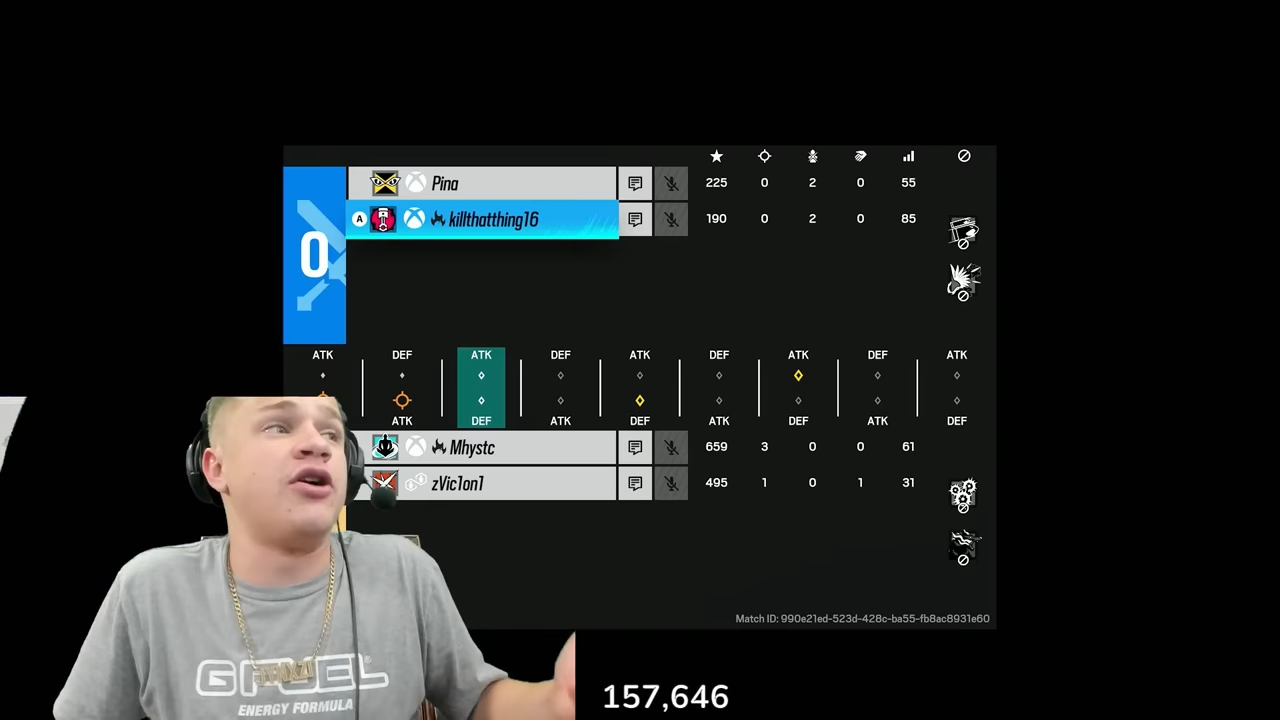 Pina 225 0 2 0 55
0
A killthatthing16 190 0 2 0 85
ATK DEF ATK DEF ATK DEF ATK DEF ATK
ATK DEF ATK DEF ATK DEF ATK DEF
Mhystc 659 3 0 0 61
zVic1on1 495 1 0 1 31
Match ID: 990e21ed-523d-428c-ba55-fb8ac8931e60
GFUEL®
ENERGY FORMULA
157,646